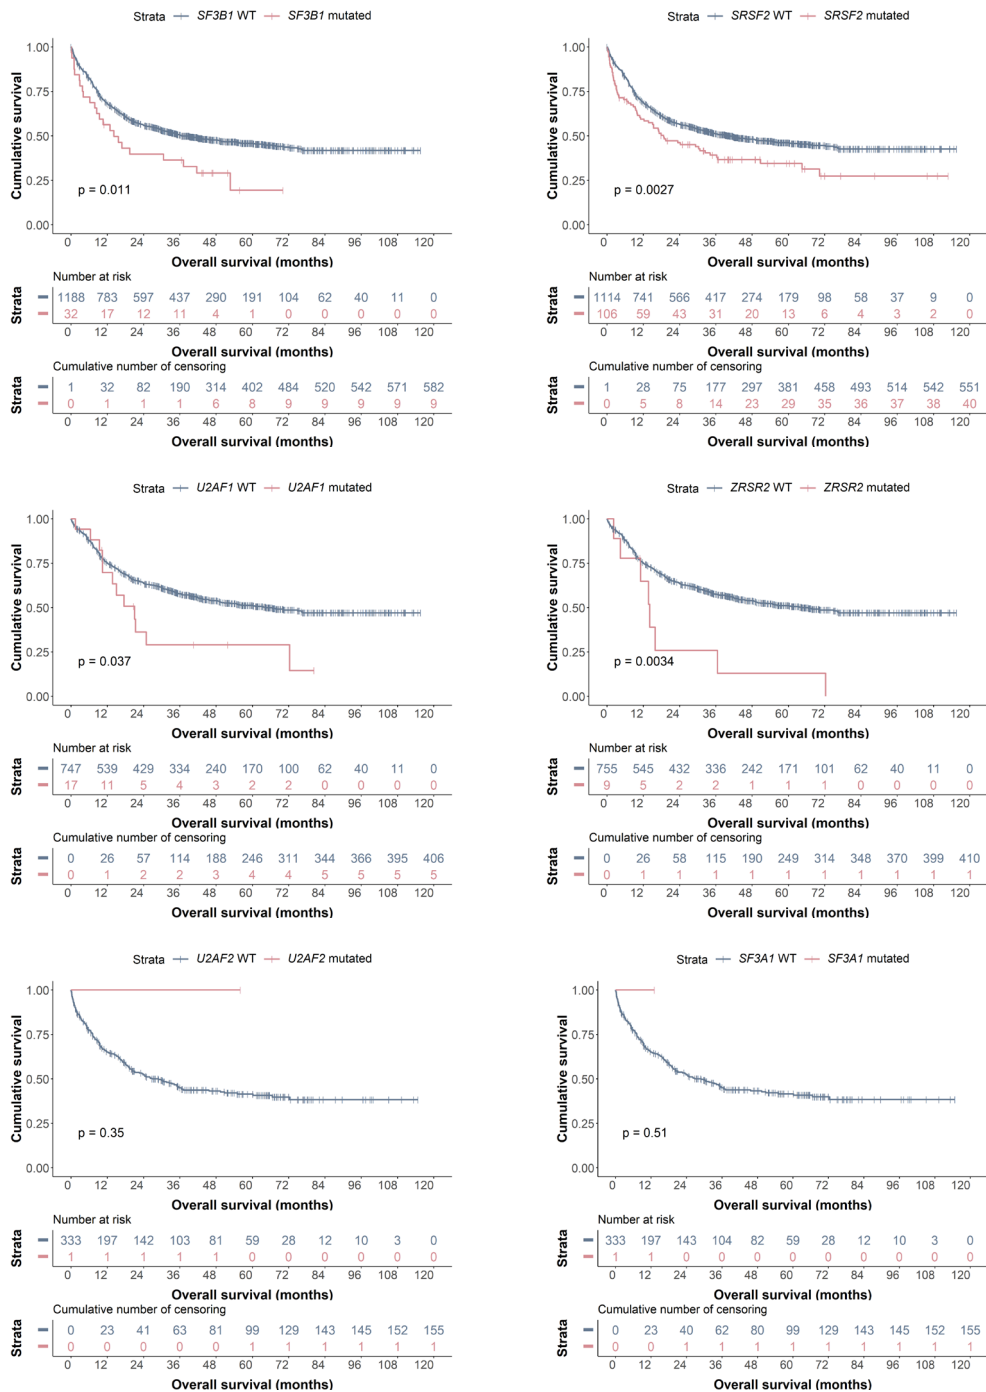 Strata SF3B1 WT SF3B1 mutated
Cumulative survival
1.00
0.75
0.50
0.25
0.00
p = 0.011
0 12 24 36 48 60 72 84 96 108 120
Overall survival (months)
Number at risk
Strata
1188 783 597 437 290 191 104 62 40 11 0
32 17 12 11 4 1 0 0 0 0 0
0 12 24 36 48 60 72 84 96 108 120
Overall survival (months)
Cumulative number of censoring
Strata
1 32 82 190 314 402 484 520 542 571 582
0 1 1 1 6 8 9 9 9 9 9
0 12 24 36 48 60 72 84 96 108 120
Overall survival (months)
Strata SRSF2 WT SRSF2 mutated
Cumulative survival
1.00
0.75
0.50
0.25
0.00
p = 0.0027
0 12 24 36 48 60 72 84 96 108 120
Overall survival (months)
Number at risk
Strata
1114 741 566 417 274 179 98 58 37 9 0
106 59 43 31 20 13 6 4 3 2 0
0 12 24 36 48 60 72 84 96 108 120
Overall survival (months)
Cumulative number of censoring
Strata
1 28 75 177 297 381 458 493 514 542 551
0 5 8 14 23 29 35 36 37 38 40
0 12 24 36 48 60 72 84 96 108 120
Overall survival (months)
Strata U2AF1 WT U2AF1 mutated
Cumulative survival
1.00
0.75
0.50
0.25
0.00
p = 0.037
0 12 24 36 48 60 72 84 96 108 120
Overall survival (months)
Number at risk
Strata
747 539 429 334 240 170 100 62 40 11 0
17 11 5 4 3 2 2 0 0 0 0
0 12 24 36 48 60 72 84 96 108 120
Overall survival (months)
Cumulative number of censoring
Strata
0 26 57 114 188 246 311 344 366 395 406
0 1 2 2 3 4 4 5 5 5 5
0 12 24 36 48 60 72 84 96 108 120
Overall survival (months)
Strata ZRSR2 WT ZRSR2 mutated
Cumulative survival
1.00
0.75
0.50
0.25
0.00
p = 0.0034
0 12 24 36 48 60 72 84 96 108 120
Overall survival (months)
Number at risk
Strata
755 545 432 336 242 171 101 62 40 11 0
9 5 2 2 1 1 1 0 0 0 0
0 12 24 36 48 60 72 84 96 108 120
Overall survival (months)
Cumulative number of censoring
Strata
0 26 58 115 190 249 314 348 370 399 410
0 1 1 1 1 1 1 1 1 1 1
0 12 24 36 48 60 72 84 96 108 120
Overall survival (months)
Strata U2AF2 WT U2AF2 mutated
Cumulative survival
1.00
0.75
0.50
0.25
0.00
p = 0.35
0 12 24 36 48 60 72 84 96 108 120
Overall survival (months)
Number at risk
Strata
333 197 142 103 81 59 28 12 10 3 0
1 1 1 1 1 0 0 0 0 0 0
0 12 24 36 48 60 72 84 96 108 120
Overall survival (months)
Cumulative number of censoring
Strata
0 23 41 63 81 99 129 143 145 152 155
0 0 0 0 0 1 1 1 1 1 1
0 12 24 36 48 60 72 84 96 108 120
Overall survival (months)
Strata SF3A1 WT SF3A1 mutated
Cumulative survival
1.00
0.75
0.50
0.25
0.00
p = 0.51
0 12 24 36 48 60 72 84 96 108 120
Overall survival (months)
Number at risk
Strata
333 197 143 104 82 59 28 12 10 3 0
1 1 0 0 0 0 0 0 0 0 0
0 12 24 36 48 60 72 84 96 108 120
Overall survival (months)
Cumulative number of censoring
Strata
0 23 40 62 80 99 129 143 145 152 155
0 0 1 1 1 1 1 1 1 1 1
0 12 24 36 48 60 72 84 96 108 120
Overall survival (months)